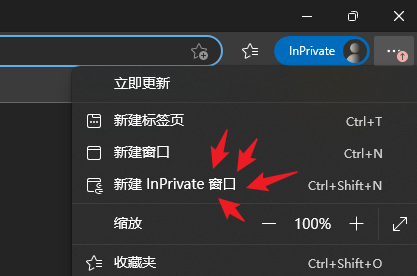 InPrivate
立即更新
新建标签页 Ctrl+T
新建窗口 Ctrl+N
新建 InPrivate 窗口 Ctrl+Shift+N
缩放 — 100% +
收藏夹 Ctrl+Shift+O